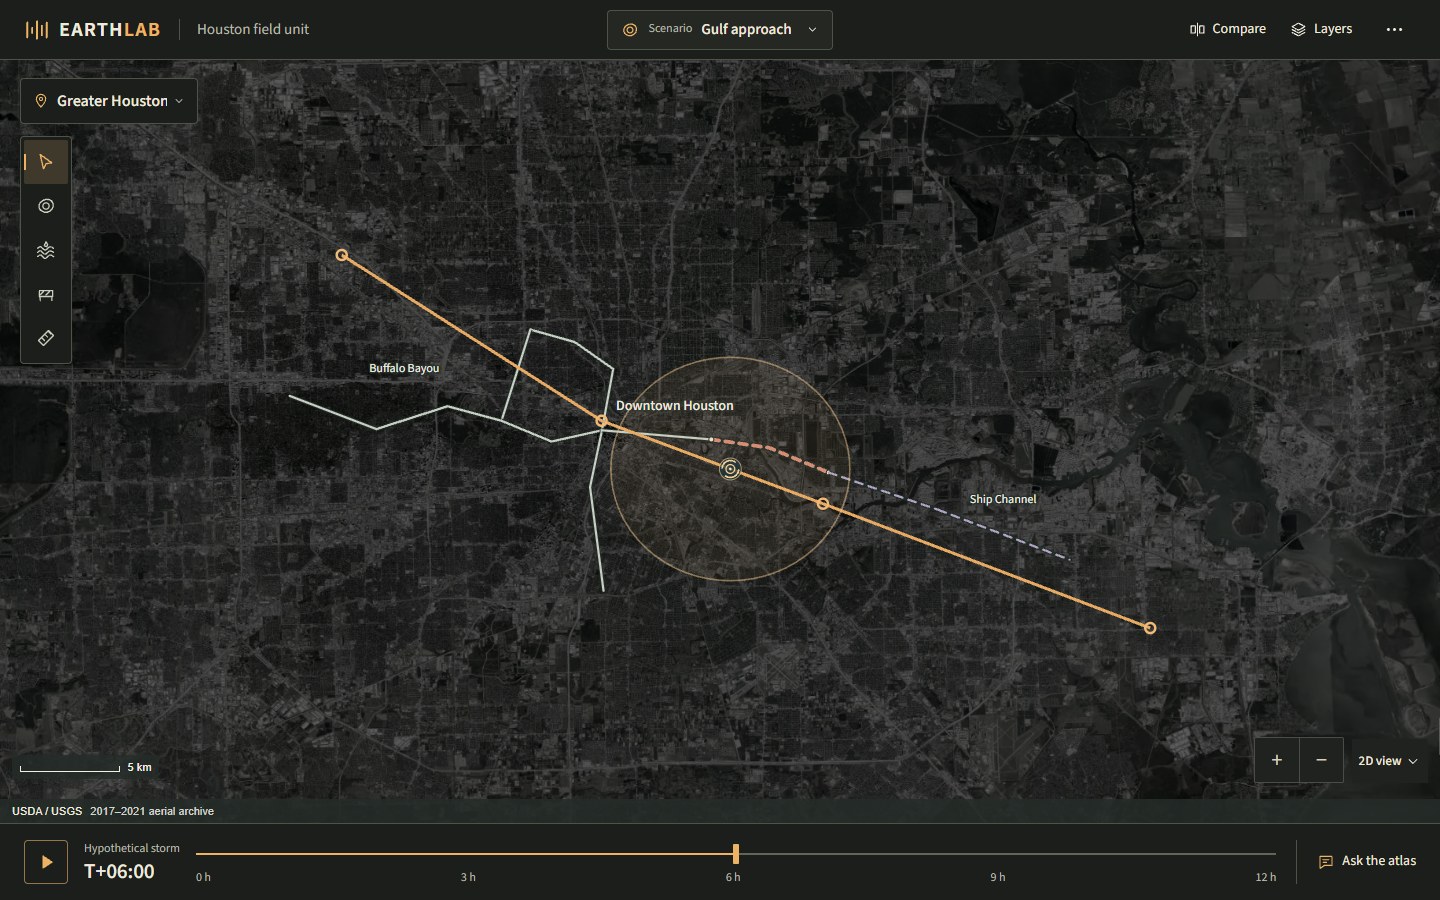 EARTHLAB
Houston field unit
Scenario Gulf approach
Compare
Layers
Greater Houston
Buffalo Bayou
Downtown Houston
Ship Channel
5 km
+ −
2D view
USDA / USGS 2017–2021 aerial archive
Hypothetical storm
T+06:00
0 h 3 h 6 h 9 h 12 h
Ask the atlas